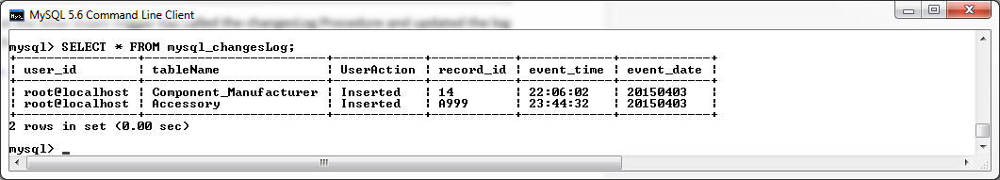 MySQL 5.6 Command Line Client
mysql> SELECT * FROM mysql_changesLog;
+----------------+------------------------+------------+-----------+------------+------------+
| user_id | tableName | UserAction | record_id | event_time | event_date |
+----------------+------------------------+------------+-----------+------------+------------+
| root@localhost | Component_Manufacturer | Inserted | 14 | 22:06:02 | 20150403 |
| root@localhost | Accessory | Inserted | A999 | 23:44:32 | 20150403 |
+----------------+------------------------+------------+-----------+------------+------------+
2 rows in set (0.00 sec)
mysql> _